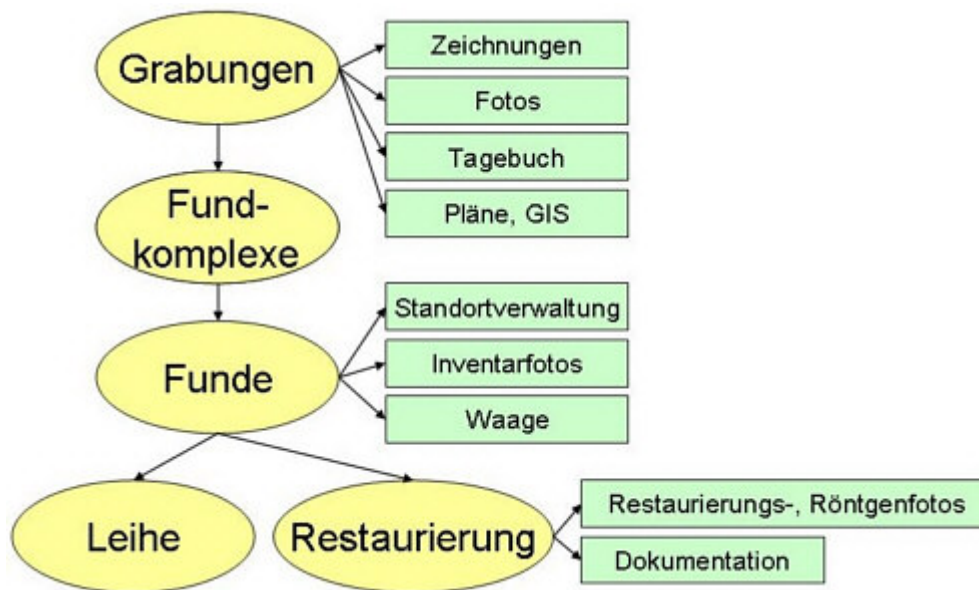 Grabungen
Zeichnungen
Fotos
Tagebuch
Pläne, GIS
Fund-
komplexe
Funde
Standortverwaltung
Inventarfotos
Waage
Leihe
Restaurierung
Restaurierungs-, Röntgenfotos
Dokumentation